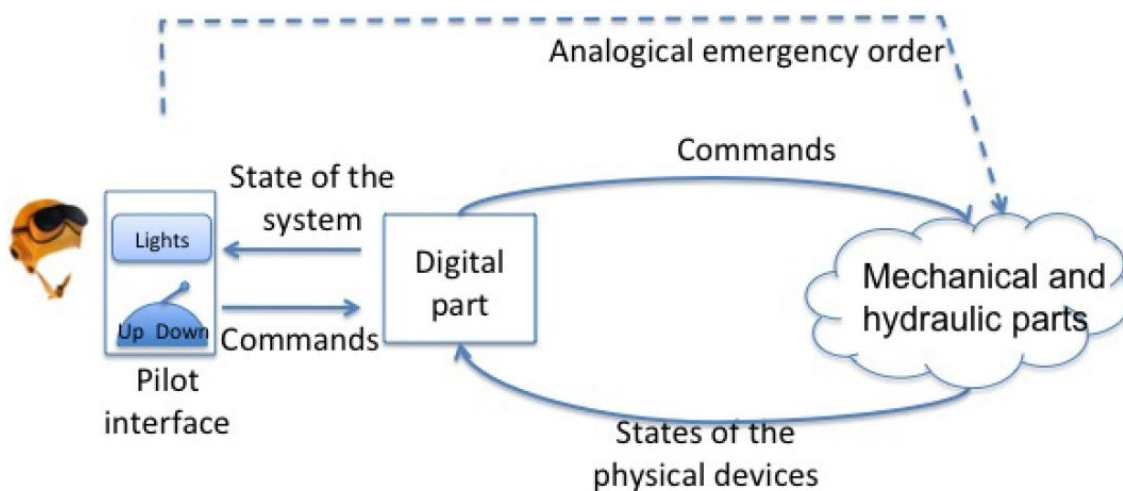 Analogical emergency order
Commands
State of the
system
Lights
Digital
part
Mechanical and
hydraulic parts
Up Down
Commands
Pilot
interface
States of the
physical devices